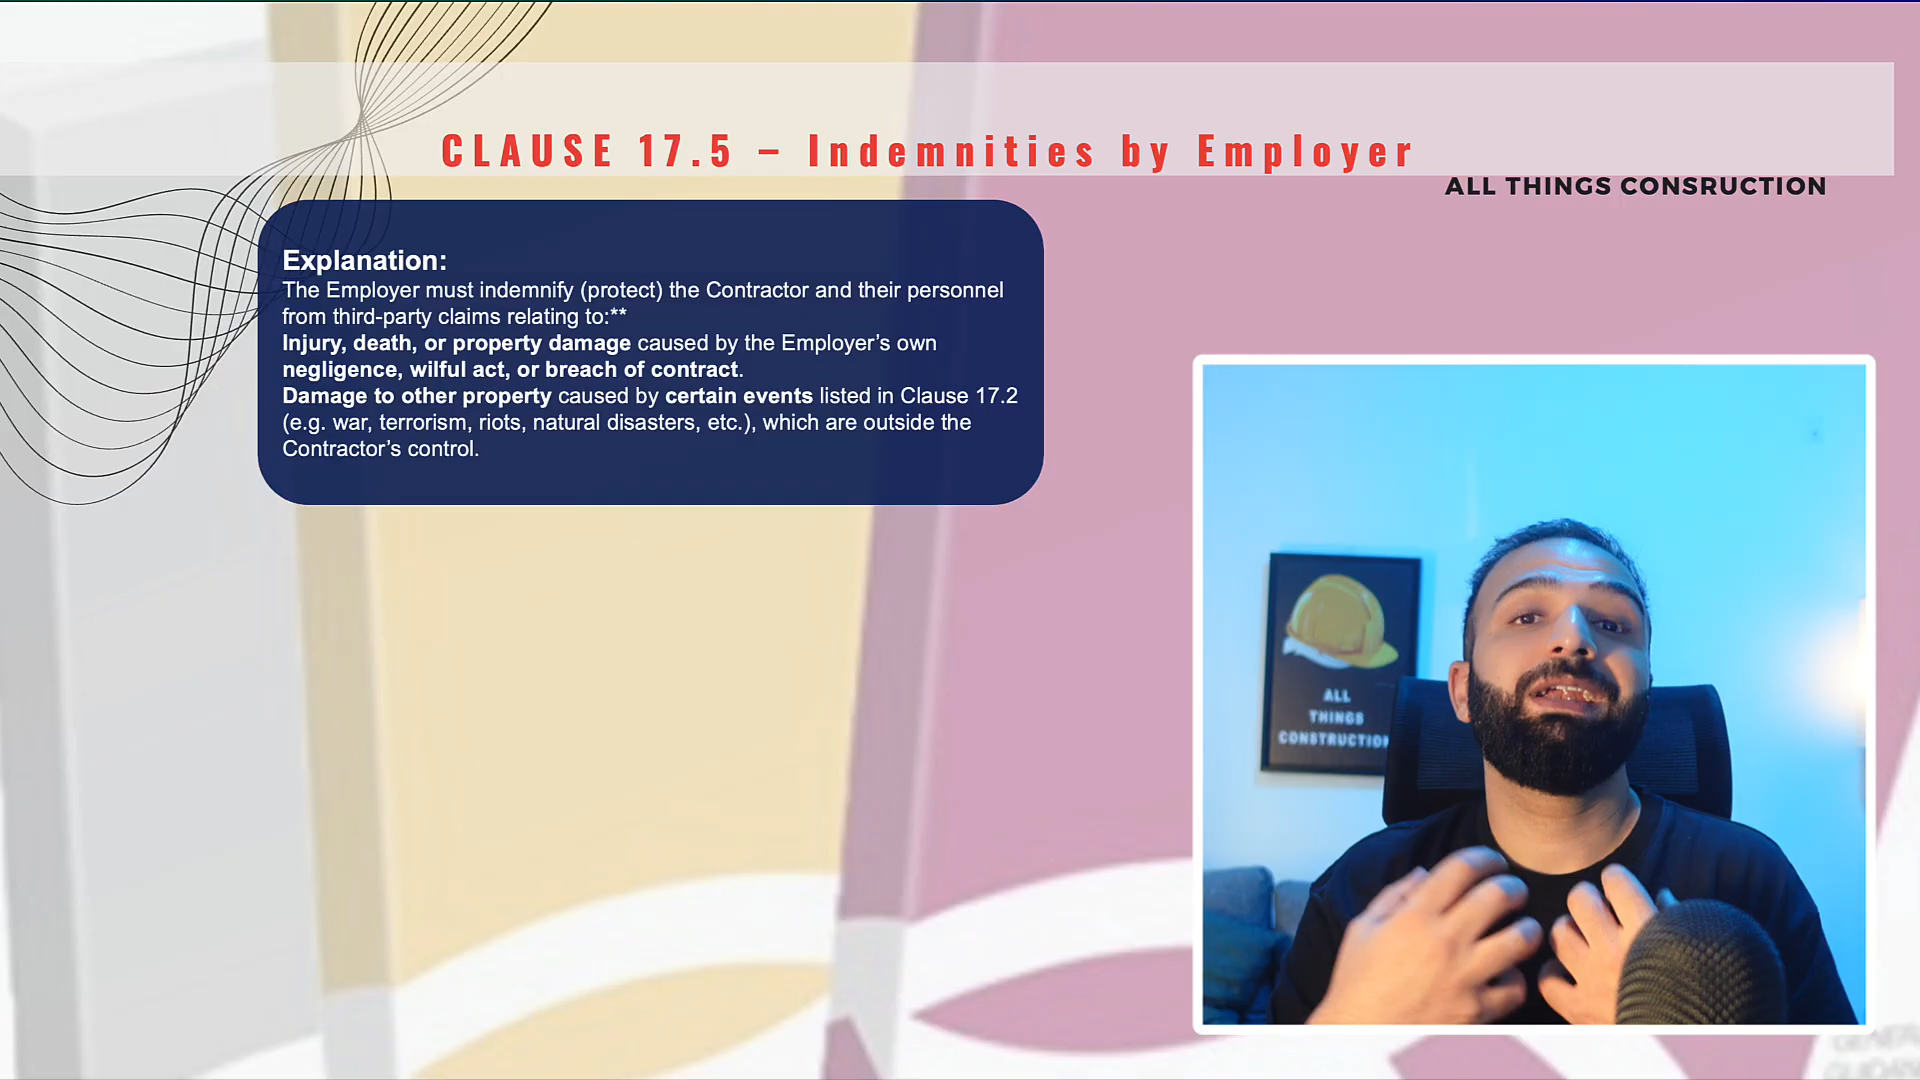 CLAUSE 17.5 – Indemnities by Employer
ALL THINGS CONSRUCTION
Explanation:
The Employer must indemnify (protect) the Contractor and their personnel
from third-party claims relating to:**
Injury, death, or property damage caused by the Employer’s own
negligence, wilful act, or breach of contract.
Damage to other property caused by certain events listed in Clause 17.2
(e.g. war, terrorism, riots, natural disasters, etc.), which are outside the
Contractor’s control.
ALL
THINGS
CONSTRUCTION